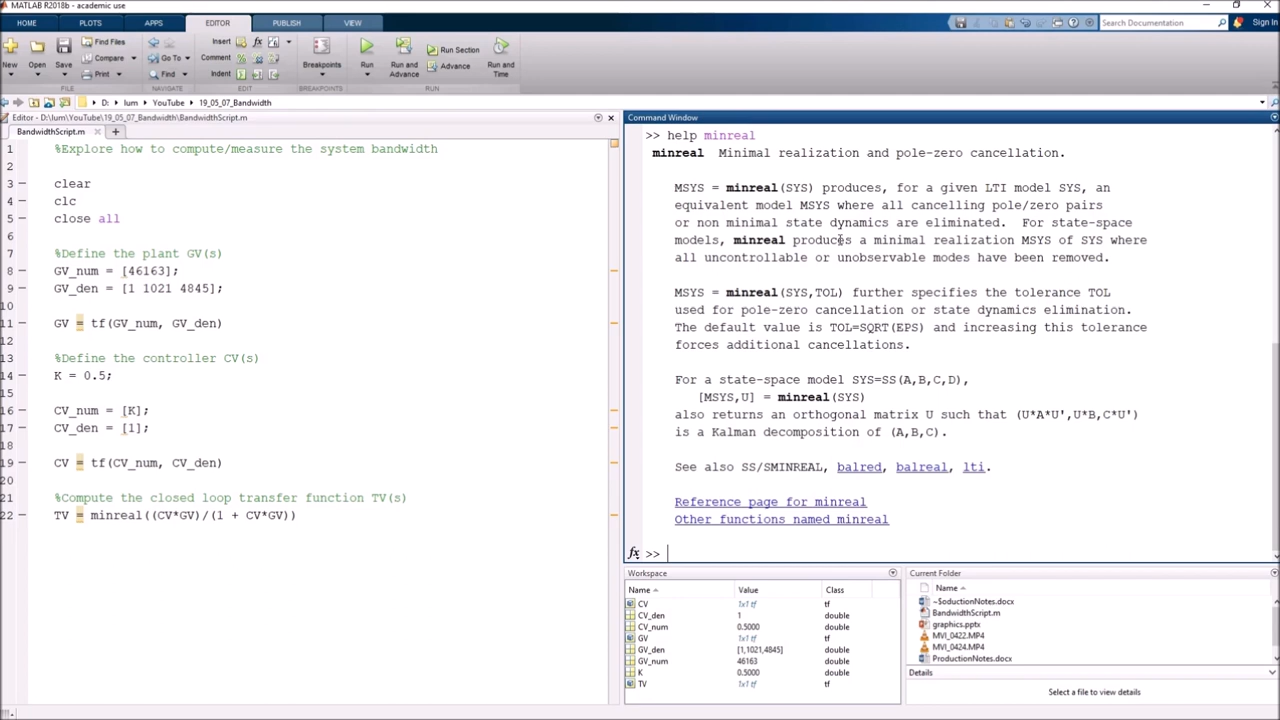 MATLAB R2018b - academic use
HOME PLOTS APPS EDITOR PUBLISH VIEW
Search Documentation Sign In
New Open Save Find Files Compare Print
Go To Find
Insert Comment Indent
Breakpoints Run Run and Advance Run Section Advance Run and Time
FILE NAVIGATE EDIT BREAKPOINTS RUN
D: lum YouTube 19_05_07_Bandwidth
Editor - D:\lum\YouTube\19_05_07_Bandwidth\BandwidthScript.m
BandwidthScript.m
1 %Explore how to compute/measure the system bandwidth
2
3 clear
4 clc
5 close all
6
7 %Define the plant GV(s)
8 GV_num = [46163];
9 GV_den = [1 1021 4845];
10
11 GV = tf(GV_num, GV_den)
12
13 %Define the controller CV(s)
14 K = 0.5;
15
16 CV_num = [K];
17 CV_den = [1];
18
19 CV = tf(CV_num, CV_den)
20
21 %Compute the closed loop transfer function TV(s)
22 TV = minreal((CV*GV)/(1 + CV*GV))
Command Window
>> help minreal
minreal Minimal realization and pole-zero cancellation.
MSYS = minreal(SYS) produces, for a given LTI model SYS, an
equivalent model MSYS where all cancelling pole/zero pairs
or non minimal state dynamics are eliminated. For state-space
models, minreal produces a minimal realization MSYS of SYS where
all uncontrollable or unobservable modes have been removed.
MSYS = minreal(SYS,TOL) further specifies the tolerance TOL
used for pole-zero cancellation or state dynamics elimination.
The default value is TOL=SQRT(EPS) and increasing this tolerance
forces additional cancellations.
For a state-space model SYS=SS(A,B,C,D),
[MSYS,U] = minreal(SYS)
also returns an orthogonal matrix U such that (U*A*U',U*B,C*U')
is a Kalman decomposition of (A,B,C).
See also SS/SMINREAL, balred, balreal, lti.
Reference page for minreal
Other functions named minreal
fx >>
Workspace
Name Value Class
CV 1x1 tf tf
CV_den 1 double
CV_num 0.5000 double
GV 1x1 tf tf
GV_den [1,1021,4845] double
GV_num 46163 double
K 0.5000 double
TV 1x1 tf tf
Current Folder
Name
~$oductionNotes.docx
BandwidthScript.m
graphics.pptx
MVI_0422.MP4
MVI_0424.MP4
ProductionNotes.docx
Details
Select a file to view details